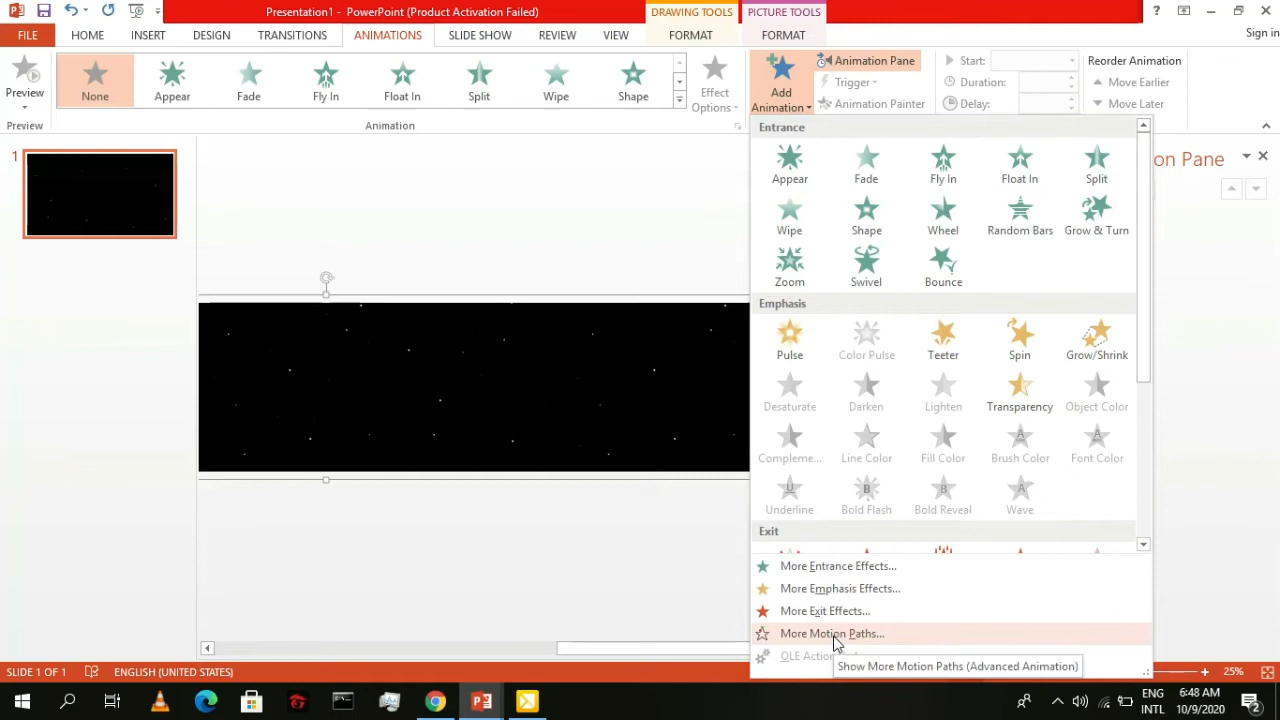 Presentation1 - PowerPoint (Product Activation Failed)
DRAWING TOOLS
PICTURE TOOLS
?
FILE
HOME
INSERT
DESIGN
TRANSITIONS
ANIMATIONS
SLIDE SHOW
REVIEW
VIEW
FORMAT
FORMAT
Sign in
Preview
None
Appear
Fade
Fly In
Float In
Split
Wipe
Shape
Effect
Options
Add
Animation
Animation Pane
Trigger
Animation Painter
Start:
Duration:
Delay:
Reorder Animation
Move Earlier
Move Later
Preview
Animation
1
Entrance
Appear
Fade
Fly In
Float In
Split
Wipe
Shape
Wheel
Random Bars
Grow & Turn
Zoom
Swivel
Bounce
Emphasis
Pulse
Color Pulse
Teeter
Spin
Grow/Shrink
Desaturate
Darken
Lighten
Transparency
Object Color
Compleme...
Line Color
Fill Color
Brush Color
Font Color
Underline
Bold Flash
Bold Reveal
Wave
Exit
More Entrance Effects...
More Emphasis Effects...
More Exit Effects...
More Motion Paths...
OLE Action
Show More Motion Paths (Advanced Animation)
ion Pane
SLIDE 1 OF 1
ENGLISH (UNITED STATES)
25%
ENG
INTL
6:48 AM
10/9/2020
2